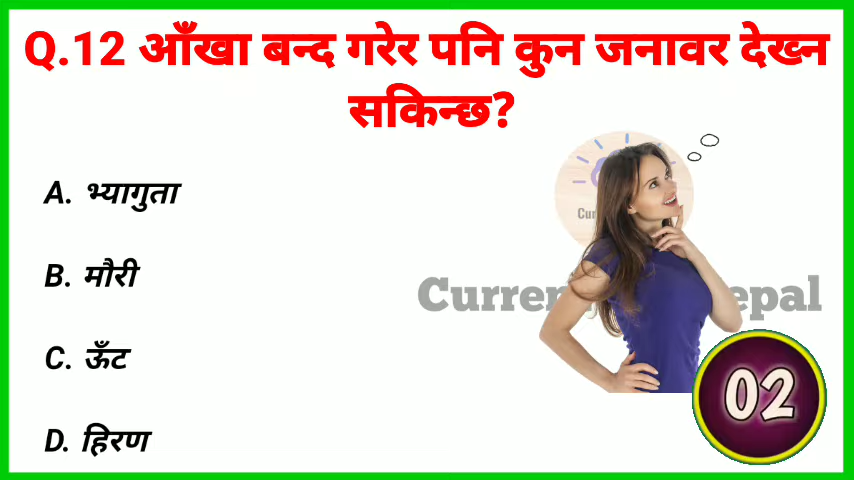 Q.12 आँखा बन्द गरेर पनि कुन जनावर देख्न
सकिन्छ?
A. भ्यागुता
B. मौरी
C. ऊँट
D. हिरण
02